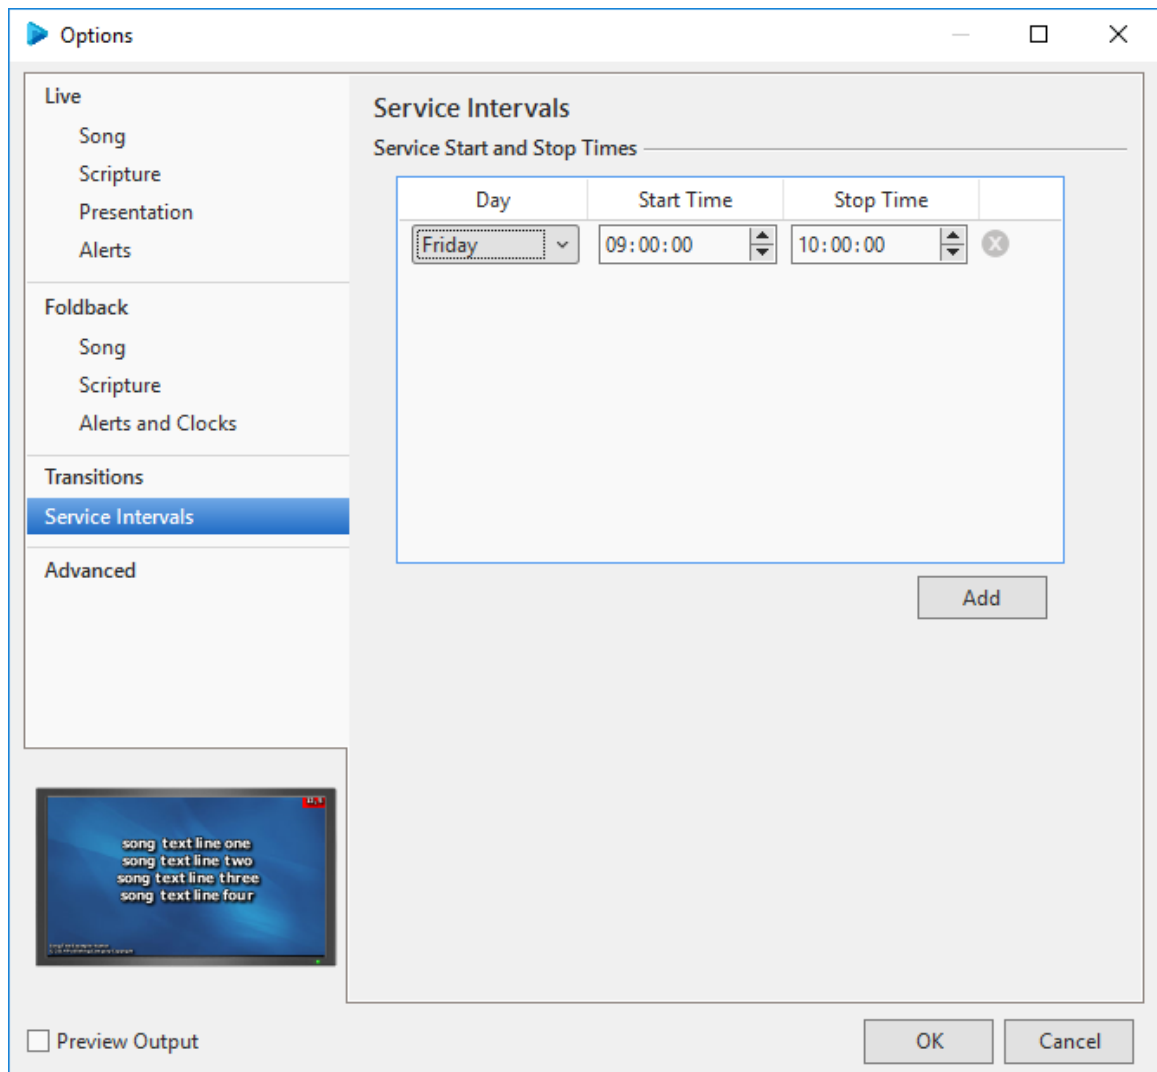 Options
Live
Song
Scripture
Presentation
Alerts
Foldback
Song
Scripture
Alerts and Clocks
Transitions
Service Intervals
Advanced
Service Intervals
Service Start and Stop Times
Day Start Time Stop Time
Friday 09:00:00 10:00:00
Add
song text line one
song text line two
song text line three
song text line four
Preview Output
OK Cancel